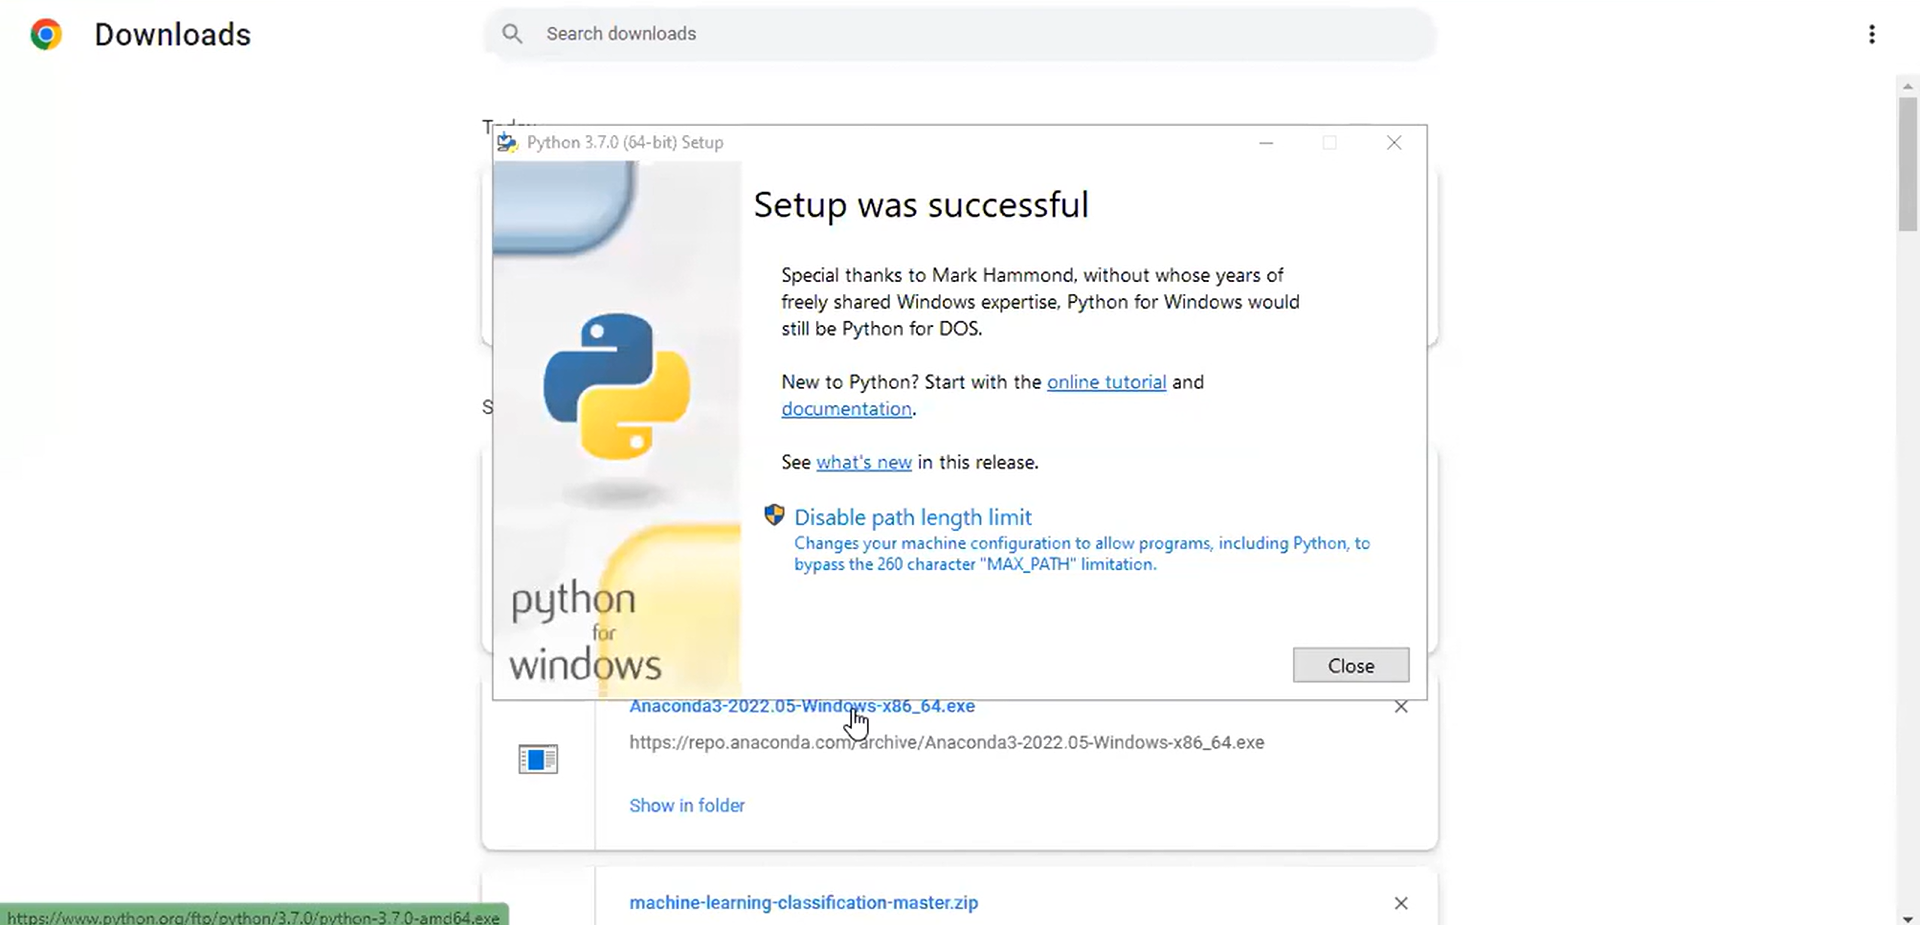 Downloads
Search downloads
Python 3.7.0 (64-bit) Setup
Setup was successful
Special thanks to Mark Hammond, without whose years of
freely shared Windows expertise, Python for Windows would
still be Python for DOS.
New to Python? Start with the online tutorial and
documentation.
See what's new in this release.
Disable path length limit
Changes your machine configuration to allow programs, including Python, to
bypass the 260 character "MAX_PATH" limitation.
python
for
windows
Close
Anaconda3-2022.05-Windows-x86_64.exe
https://repo.anaconda.com/archive/Anaconda3-2022.05-Windows-x86_64.exe
Show in folder
machine-learning-classification-master.zip
https://www.python.org/ftp/python/3.7.0/python-3.7.0-amd64.exe